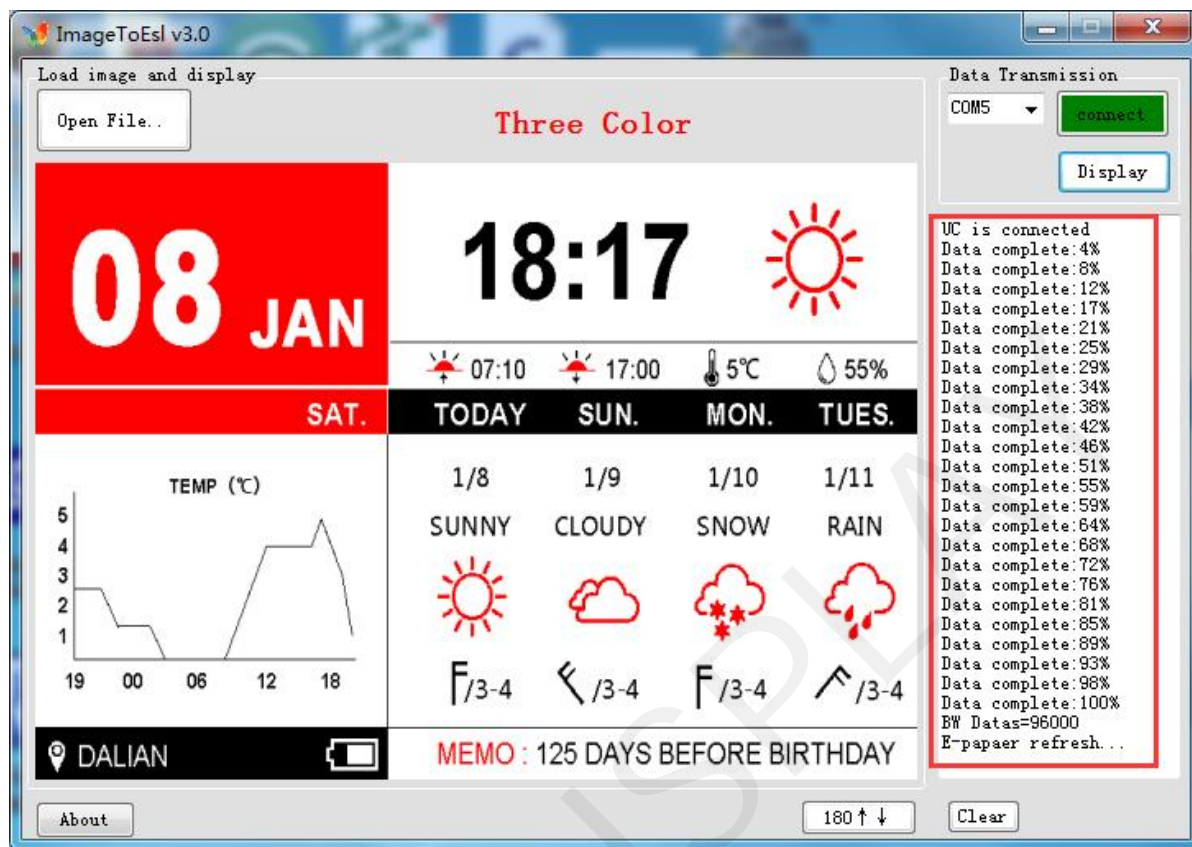 ImageToEsl v3.0
Load image and display
Open File..
Three Color
Data Transmission
COM5
connect
Display
08 JAN
18:17
07:10 17:00 5℃ 55%
SAT.
TODAY SUN. MON. TUES.
TEMP (℃)
5
4
3
2
1
19 00 06 12 18
1/8 1/9 1/10 1/11
SUNNY CLOUDY SNOW RAIN
/3-4 /3-4 /3-4 /3-4
DALIAN
MEMO : 125 DAYS BEFORE BIRTHDAY
UC is connected
Data complete:4%
Data complete:8%
Data complete:12%
Data complete:17%
Data complete:21%
Data complete:25%
Data complete:29%
Data complete:34%
Data complete:38%
Data complete:42%
Data complete:46%
Data complete:51%
Data complete:55%
Data complete:59%
Data complete:64%
Data complete:68%
Data complete:72%
Data complete:76%
Data complete:81%
Data complete:85%
Data complete:89%
Data complete:93%
Data complete:98%
Data complete:100%
BW Datas=96000
E-papaer refresh...
About
180↑↓
Clear
ISPLAY